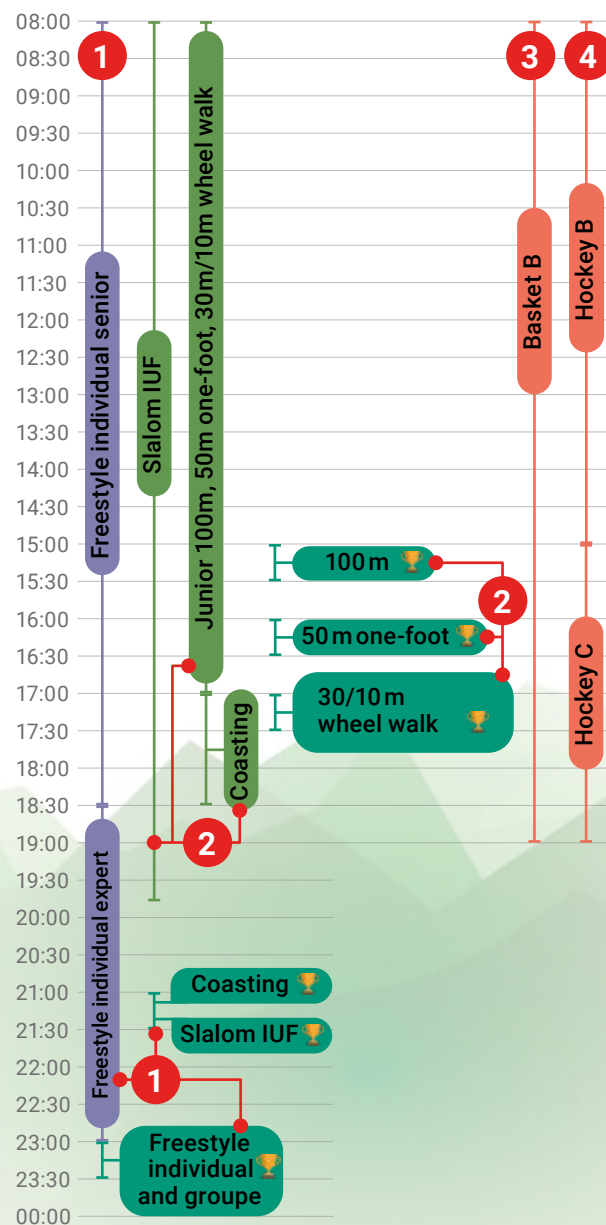 08:00
08:30
09:00
09:30
10:00
10:30
11:00
11:30
12:00
12:30
13:00
13:30
14:00
14:30
15:00
15:30
16:00
16:30
17:00
17:30
18:00
18:30
19:00
19:30
20:00
20:30
21:00
21:30
22:00
22:30
23:00
23:30
00:00
1
3
4
Freestyle individual senior
Slalom IUF
Junior 100m, 50m one-foot, 30m/10m wheel walk
Basket B
Hockey B
100 m
2
50 m one-foot
30/10 m
wheel walk
Hockey C
Coasting
2
Freestyle individual expert
Coasting
Slalom IUF
1
Freestyle
individual
and groupe